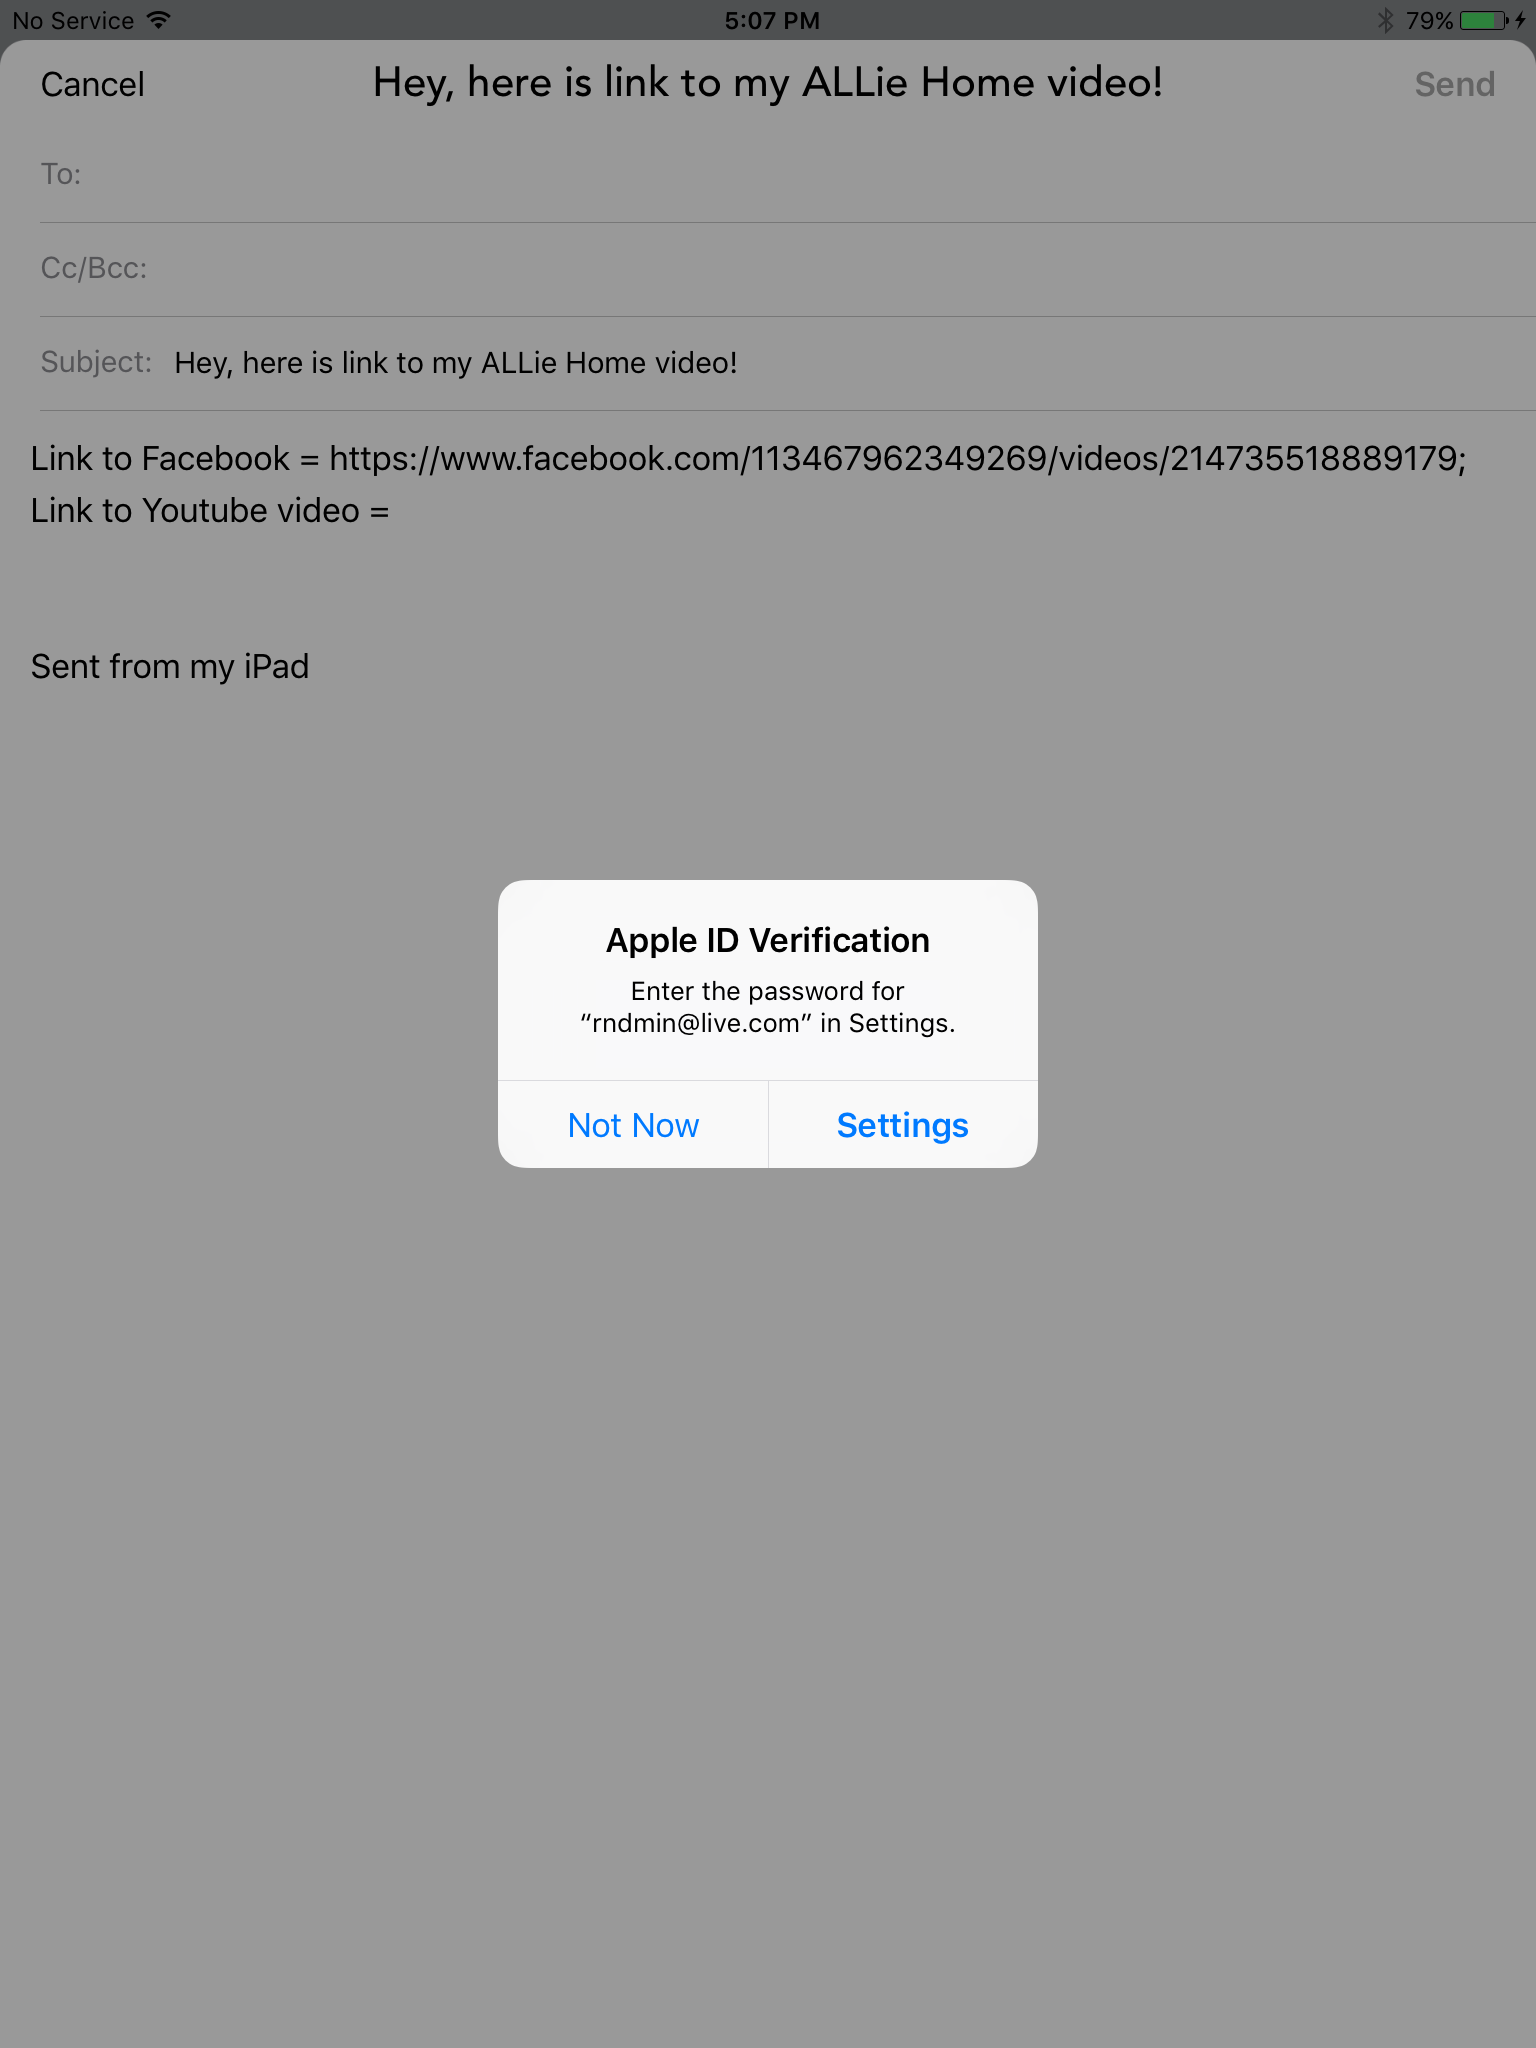 No Service 5:07 PM 79%
Cancel Hey, here is link to my ALLie Home video! Send
To:
Cc/Bcc:
Subject: Hey, here is link to my ALLie Home video!
Link to Facebook = https://www.facebook.com/113467962349269/videos/214735518889179;
Link to Youtube video =
Sent from my iPad
Apple ID Verification
Enter the password for
“rndmin@live.com” in Settings.
Not Now Settings